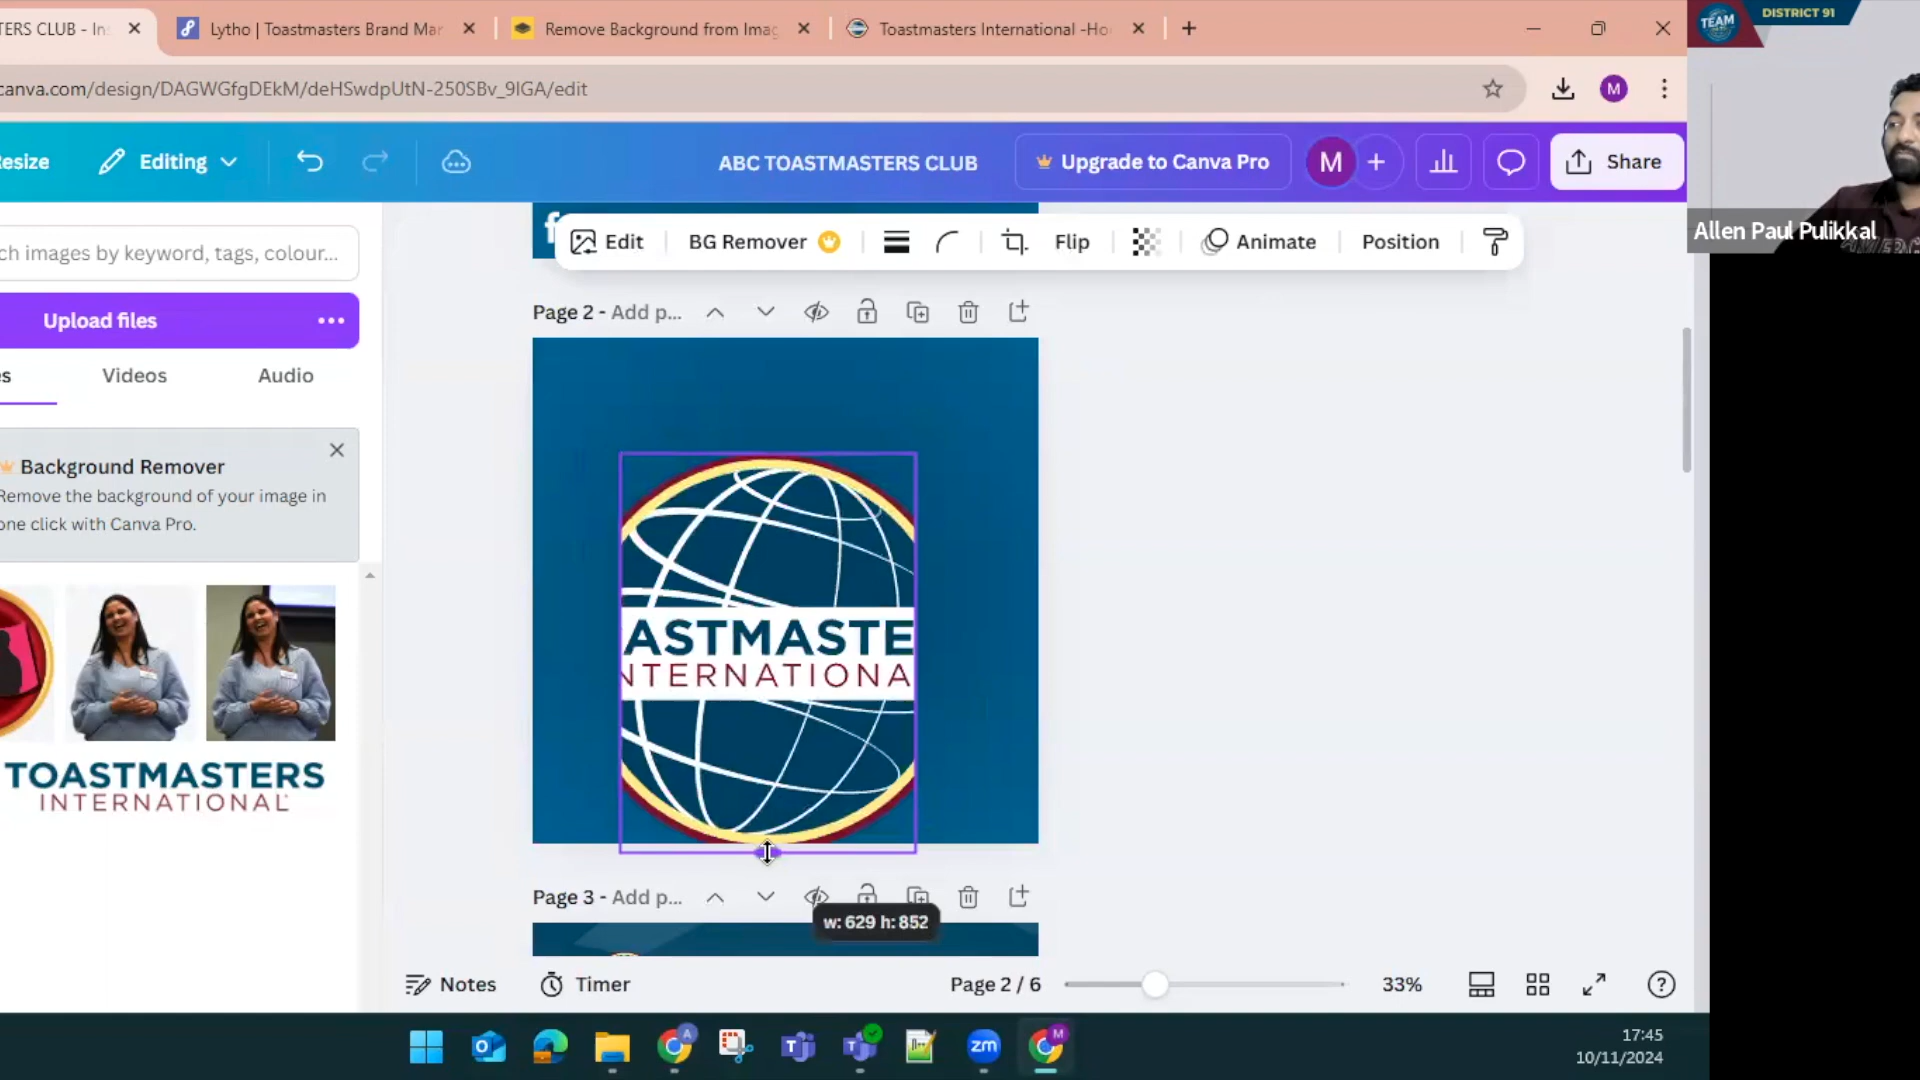 TERS CLUB - In
Lytho | Toastmasters Brand Mar
Remove Background from Imag
Toastmasters International -Ho
TEAM
DISTRICT 91
canva.com/design/DAGWGfgDEkM/deHSwdpUtN-250SBv_9IGA/edit
M
esize
Editing
ABC TOASTMASTERS CLUB
Upgrade to Canva Pro
M
Share
Allen Paul Pulikkal
ch images by keyword, tags, colour...
Edit
BG Remover
Flip
Animate
Position
Upload files
Page 2 - Add p...
es
Videos
Audio
Background Remover
Remove the background of your image in
one click with Canva Pro.
ASTMASTE
NTERNATIONA
TOASTMASTERS
INTERNATIONAL
Page 3 - Add p...
w: 629 h: 852
Notes
Timer
Page 2 / 6
33%
A
zm
M
17:45
10/11/2024